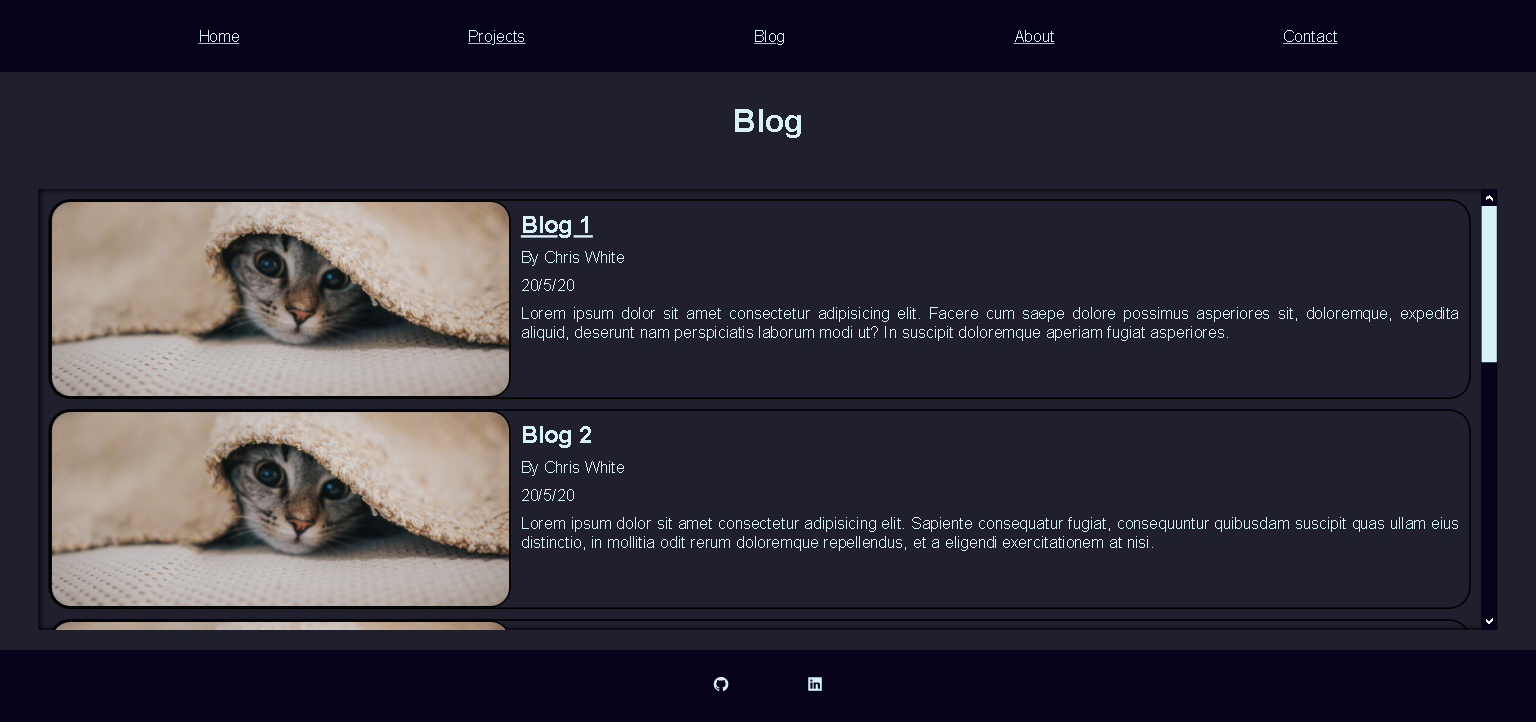 Home
Projects
Blog
About
Contact
Blog
Blog 1
By Chris White
20/5/20
Lorem ipsum dolor sit amet consectetur adipisicing elit. Facere cum saepe dolore possimus asperiores sit, doloremque, expedita
aliquid, deserunt nam perspiciatis laborum modi ut? In suscipit doloremque aperiam fugiat asperiores.
Blog 2
By Chris White
20/5/20
Lorem ipsum dolor sit amet consectetur adipisicing elit. Sapiente consequatur fugiat, consequuntur quibusdam suscipit quas ullam eius
distinctio, in mollitia odit rerum doloremque repellendus, et a eligendi exercitationem at nisi.
in